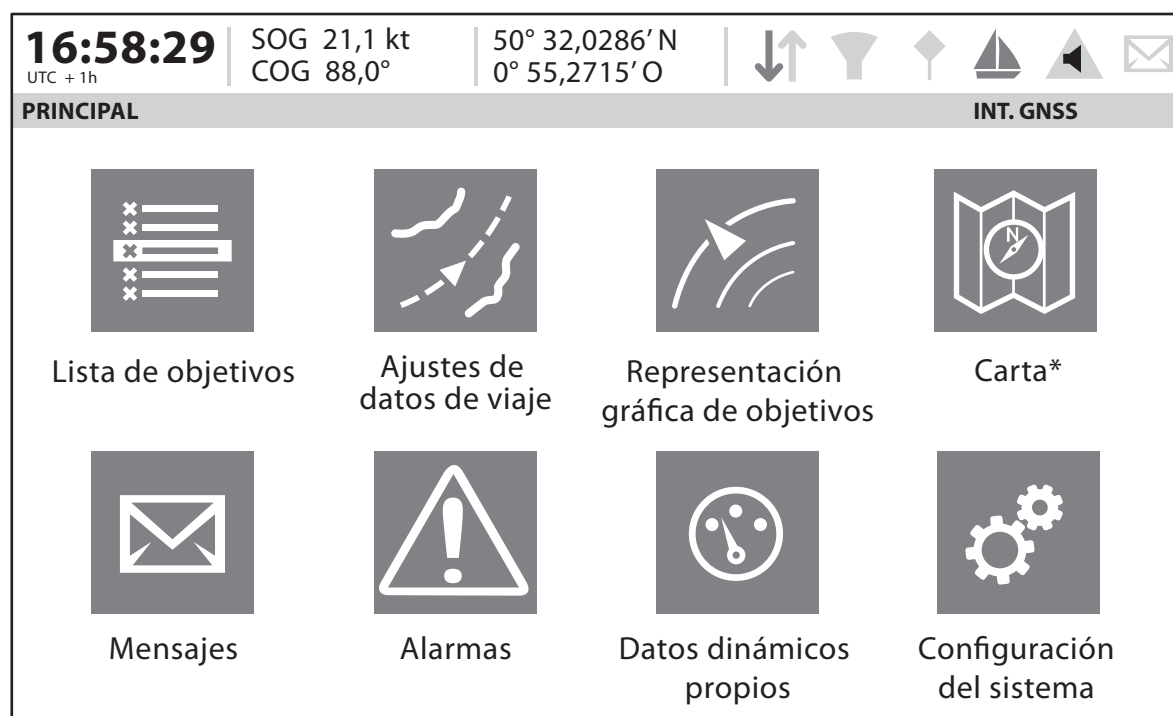 16:58:29
UTC + 1h
SOG 21,1 kt
COG 88,0°
50° 32,0286’ N
0° 55,2715’ O
PRINCIPAL
INT. GNSS
N
Lista de objetivos
Ajustes de
datos de viaje
Representación
gráfica de objetivos
Carta*
Mensajes
Alarmas
Datos dinámicos
propios
Configuración
del sistema